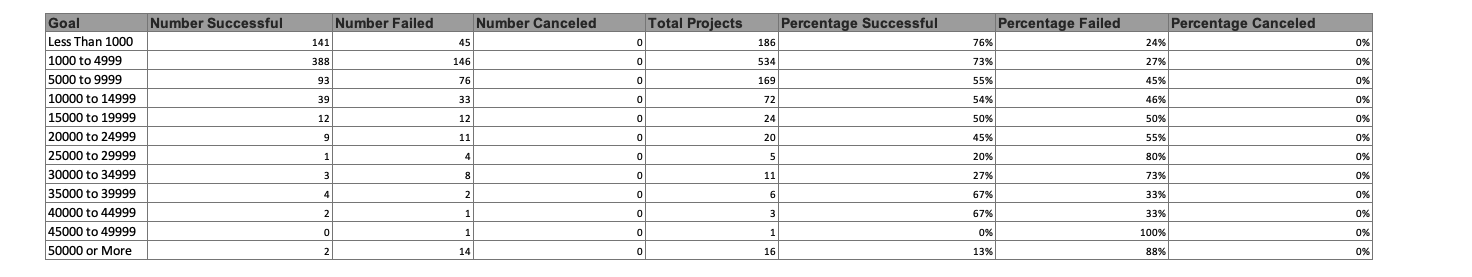 Goal Number Successful Number Failed Number Canceled Total Projects Percentage Successful Percentage Failed Percentage Canceled
Less Than 1000 141 45 0 186 76% 24% 0%
1000 to 4999 388 146 0 534 73% 27% 0%
5000 to 9999 93 76 0 169 55% 45% 0%
10000 to 14999 39 33 0 72 54% 46% 0%
15000 to 19999 12 12 0 24 50% 50% 0%
20000 to 24999 9 11 0 20 45% 55% 0%
25000 to 29999 1 4 0 5 20% 80% 0%
30000 to 34999 3 8 0 11 27% 73% 0%
35000 to 39999 4 2 0 6 67% 33% 0%
40000 to 44999 2 1 0 3 67% 33% 0%
45000 to 49999 0 1 0 1 0% 100% 0%
50000 or More 2 14 0 16 13% 88% 0%